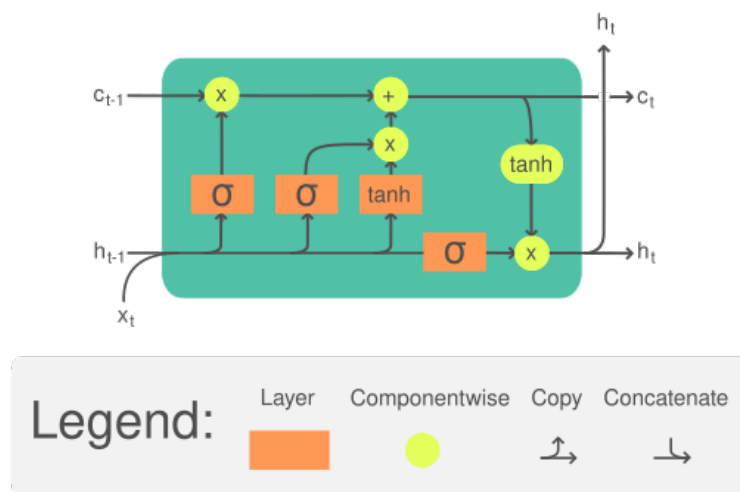 h_t
c_{t-1} x + c_t
x
tanh
σ σ tanh
h_{t-1} σ x h_t
x_t
Layer Componentwise Copy Concatenate
Legend: